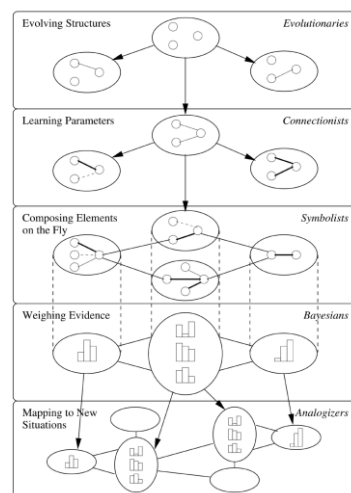 Evolving Structures Evolutionaries
Learning Parameters Connectionists
Composing Elements Symbolists
on the Fly
Weighing Evidence Bayesians
Mapping to New Analogizers
Situations